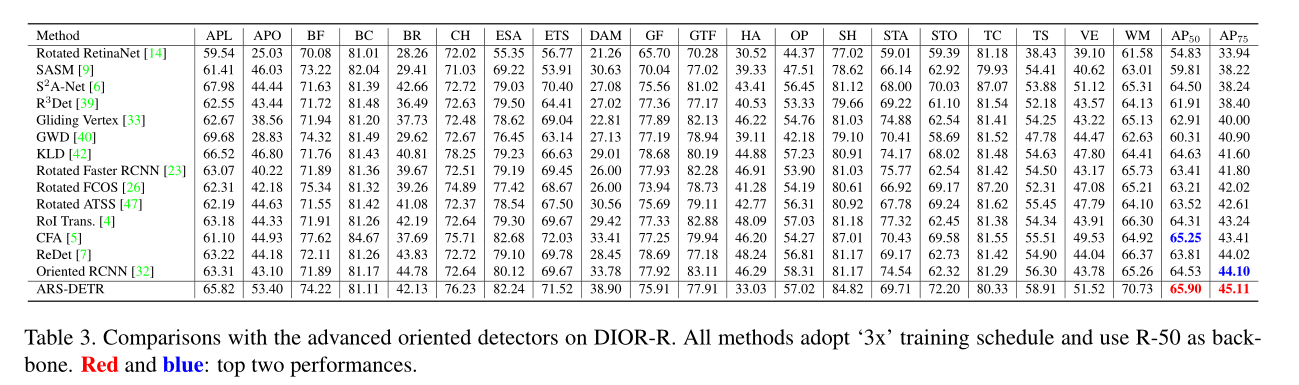 Method APL APO BF BC BR CH ESA ETS DAM GF GTF HA OP SH STA STO TC TS VE WM AP50 AP75
Rotated RetinaNet [14] 59.54 25.03 70.08 81.01 28.26 72.02 55.35 56.77 21.26 65.70 70.28 30.52 44.37 77.02 59.01 59.39 81.18 38.43 39.10 61.58 54.83 33.94
SASM [9] 61.41 46.03 73.22 82.04 29.41 71.03 69.22 53.91 30.63 70.04 77.02 39.33 47.51 78.62 66.14 62.92 79.93 54.41 40.62 63.01 59.81 38.22
S²A-Net [6] 67.98 44.44 71.63 81.39 42.66 72.72 79.03 70.40 27.08 75.56 81.02 43.41 56.45 81.12 68.00 70.03 87.07 53.88 51.12 65.31 64.50 38.24
R³Det [39] 62.55 43.44 71.72 81.48 36.49 72.63 79.50 64.41 27.02 77.36 77.17 40.53 53.33 79.66 69.22 61.10 81.54 52.18 43.57 64.13 61.91 38.40
Gliding Vertex [33] 62.67 38.56 71.94 81.20 37.73 72.48 78.62 69.04 22.81 77.89 82.13 46.22 54.76 81.03 74.88 62.54 81.41 54.25 43.22 65.13 62.91 40.00
GWD [40] 69.68 28.83 74.32 81.49 29.62 72.67 76.45 63.14 27.13 77.19 78.94 39.11 42.18 79.10 70.41 58.69 81.52 47.78 44.47 62.63 60.31 40.90
KLD [42] 66.52 46.80 71.76 81.43 40.81 78.25 79.23 66.63 29.01 78.68 80.19 44.88 57.23 80.91 74.17 68.02 81.48 54.63 47.80 64.41 64.63 41.60
Rotated Faster RCNN [23] 63.07 40.22 71.89 81.36 39.67 72.51 79.19 69.45 26.00 77.93 82.28 46.91 53.90 81.03 75.77 62.54 81.42 54.50 43.17 65.73 63.41 41.80
Rotated FCOS [26] 62.31 42.18 75.34 81.32 39.26 74.89 77.42 68.67 26.00 73.94 78.73 41.28 54.19 80.61 66.92 69.17 87.20 52.31 47.08 65.21 63.21 42.02
Rotated ATSS [47] 62.19 44.63 71.55 81.42 41.08 72.37 78.54 67.50 30.56 75.69 79.11 42.77 56.31 80.92 67.78 69.24 81.62 55.45 47.79 64.10 63.52 42.61
RoI Trans. [4] 63.18 44.33 71.91 81.26 42.19 72.64 79.30 69.67 29.42 77.33 82.88 48.09 57.03 81.18 77.32 62.45 81.38 54.34 43.91 66.30 64.31 43.24
CFA [5] 61.10 44.93 77.62 84.67 37.69 75.71 82.68 72.03 33.41 77.25 79.94 46.20 54.27 87.01 70.43 69.58 81.55 55.51 49.53 64.92 65.25 43.41
ReDet [7] 63.22 44.18 72.11 81.26 43.83 72.72 79.10 69.78 28.45 78.69 77.18 48.24 56.81 81.17 69.17 62.73 81.42 54.90 44.04 66.37 63.81 44.02
Oriented RCNN [32] 63.31 43.10 71.89 81.17 44.78 72.64 80.12 69.67 33.78 77.92 83.11 46.29 58.31 81.17 74.54 62.32 81.29 56.30 43.78 65.26 64.53 44.10
ARS-DETR 65.82 53.40 74.22 81.11 42.13 76.23 82.24 71.52 38.90 75.91 77.91 33.03 57.02 84.82 69.71 72.20 80.33 58.91 51.52 70.73 65.90 45.11
Table 3. Comparisons with the advanced oriented detectors on DIOR-R. All methods adopt ‘3x’ training schedule and use R-50 as back-
bone. Red and blue: top two performances.